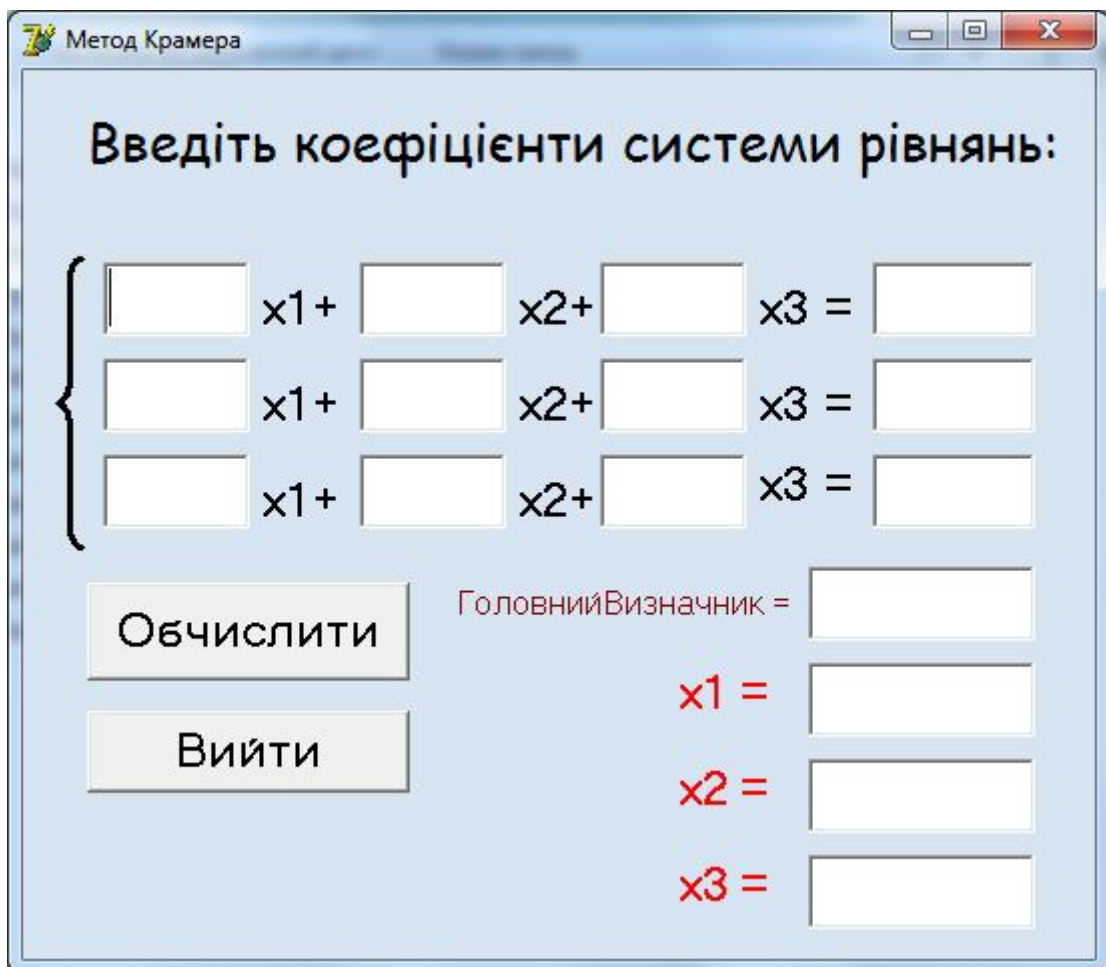 Метод Крамера
Введіть коефіцієнти системи рівнянь:
x1+ x2+ x3 =
x1+ x2+ x3 =
x1+ x2+ x3 =
ГоловнийВизначник =
Обчислити
x1 =
Вийти
x2 =
x3 =